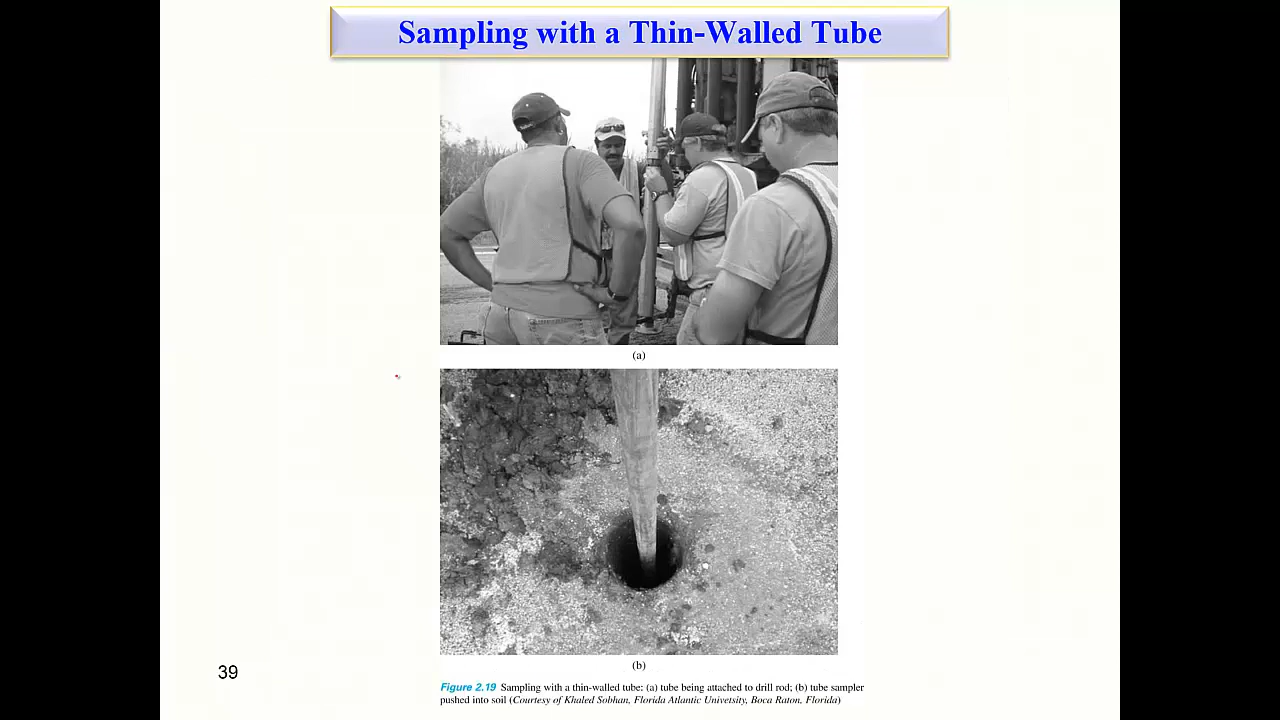 Sampling with a Thin-Walled Tube
(a)
(b)
39
Figure 2.19 Sampling with a thin-walled tube: (a) tube being attached to drill rod; (b) tube sampler
pushed into soil (Courtesy of Khaled Sobhan, Florida Atlantic Univetsity, Boca Raton, Florida)